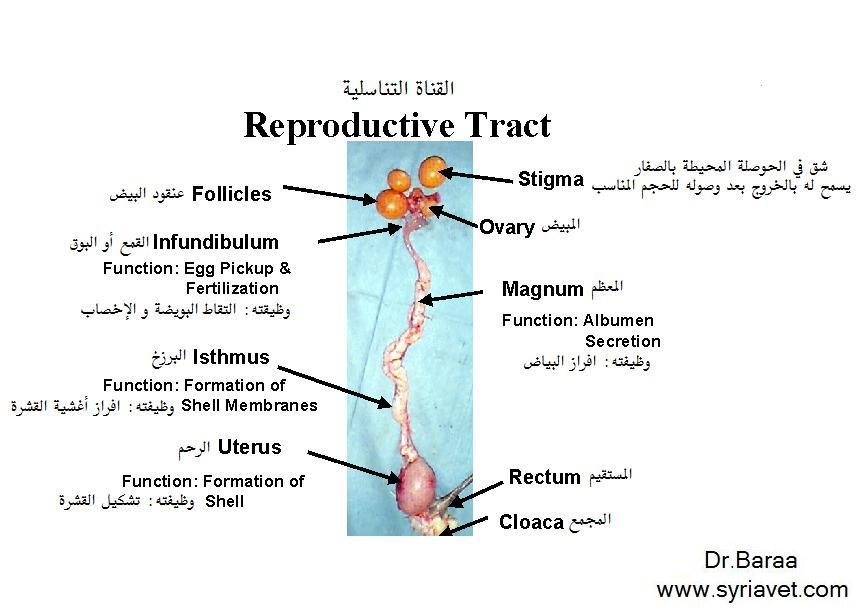 القناة التناسلية
Reproductive Tract
Stigma شق في الحوصلة المحيطة بالصفار
يسمح له بالخروج بعد وصوله للحجم المناسب
عنقود البيض Follicles
Ovary المبيض
القمع أو البوق Infundibulum
Function: Egg Pickup &
Fertilization
وظيقته: التقاط البويضة و الإخصاب
Magnum المعظم
Function: Albumen
Secretion
وظيفته: افراز البياض
البرزخ Isthmus
Function: Formation of
وظيفته: افراز أغشية القشرة Shell Membranes
الرحم Uterus
Function: Formation of
وظيفته: تشكيل القشرة Shell
Rectum المستقيم
Cloaca المجمع
Dr.Baraa
www.syriavet.com